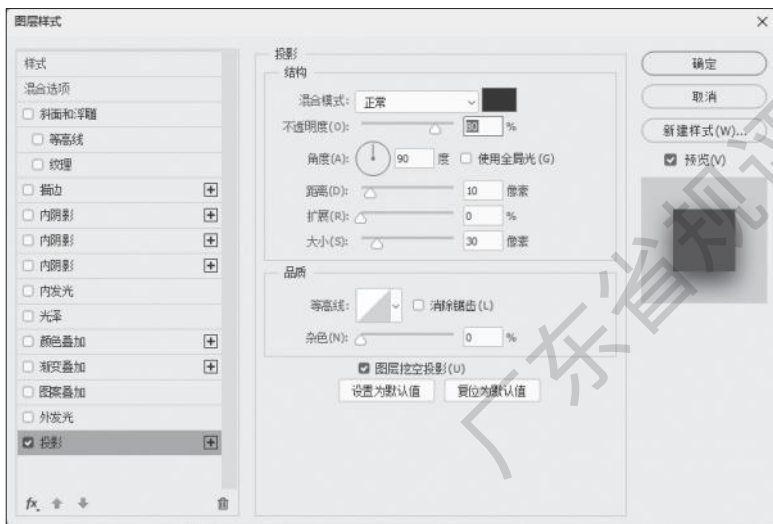 图层样式
样式
混合选项
斜面和浮雕
等高线
纹理
描边
内阴影
内阴影
内阴影
内发光
光泽
颜色叠加
渐变叠加
图案叠加
外发光
投影
fx
投影
结构
混合模式: 正常
不透明度(O): 80 %
角度(A): 90 度 使用全局光(G)
距离(D): 10 像素
扩展(R): 0 %
大小(S): 30 像素
品质
等高线: 消除锯齿(L)
杂色(N): 0 %
图层挖空投影(U)
设置为默认值 复位为默认值
确定
取消
新建样式(W)...
预览(V)
广东省规评